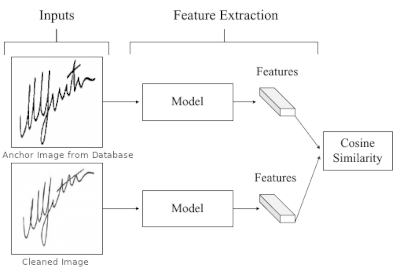 Inputs
Feature Extraction
Features
Model
Anchor Image from Database
Cosine
Similarity
Features
Model
Cleaned Image